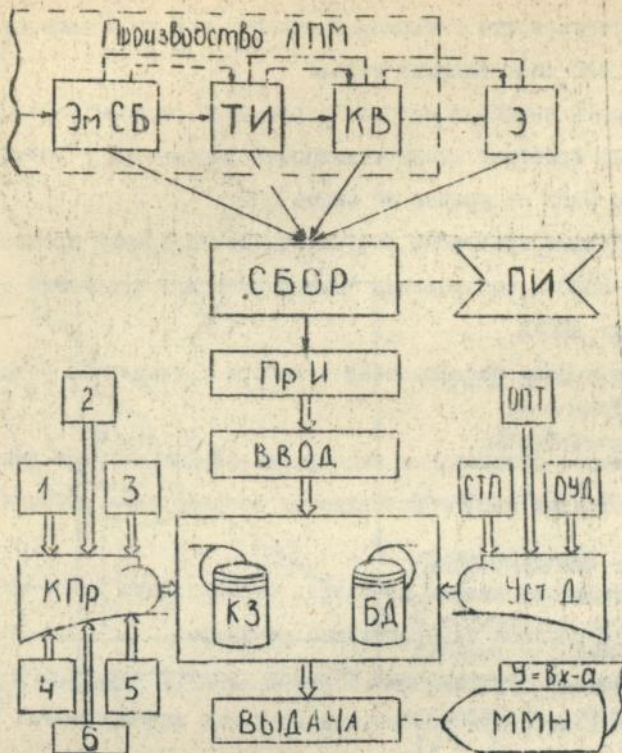 Производство ЛПМ
ЭмСБ ТИ КВ Э
СБОР ПИ
ПрИ
2 ОПТ
ВВОД
1 3 СТП ОУД
КПр КЗ БД Уст.Д.
4 5
6
У=вх-а
ВЫДАЧА ММН